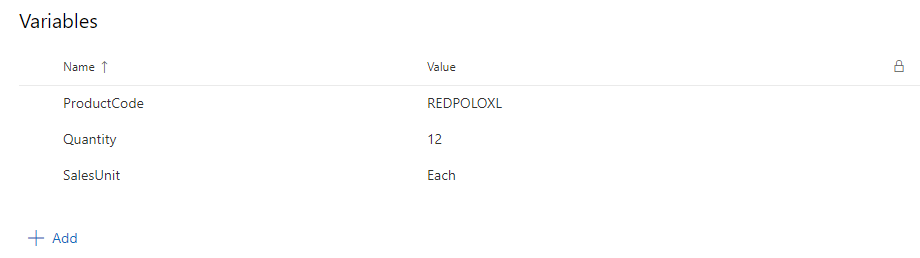 Variables
Name ↑ Value
ProductCode REDPOLOXL
Quantity 12
SalesUnit Each
+ Add